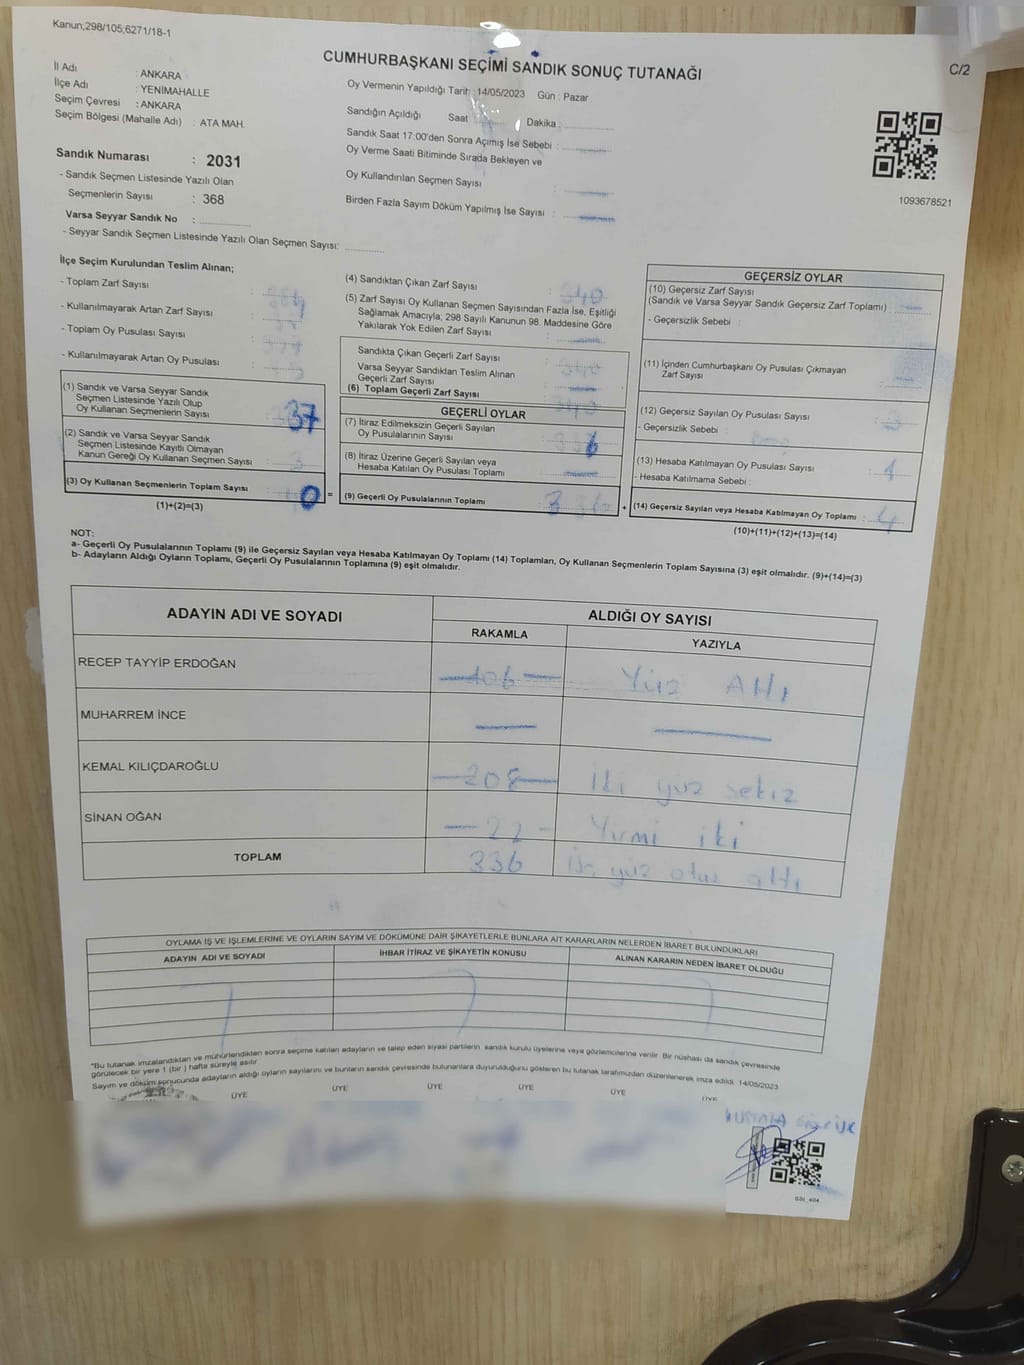 Kanun;298/105;6271/18-1
CUMHURBAŞKANI SEÇİMİ SANDIK SONUÇ TUTANAĞI
C/2
İl Adı : ANKARA
İlçe Adı : YENİMAHALLE
Seçim Çevresi : ANKARA
Seçim Bölgesi (Mahalle Adı) : ATA MAH.
Sandık Numarası : 2031
- Sandık Seçmen Listesinde Yazılı Olan
Seçmenlerin Sayısı : 368
Varsa Seyyar Sandık No :
- Seyyar Sandık Seçmen Listesinde Yazılı Olan Seçmen Sayısı:
Oy Vermenin Yapıldığı Tarih : 14/05/2023 Gün : Pazar
Sandığın Açıldığı Saat Dakika :
Sandık Saat 17:00'den Sonra Açımış İse Sebebi :
Oy Verme Saati Bitiminde Sırada Bekleyen ve
Oy Kullandırılan Seçmen Sayısı :
Birden Fazla Sayım Döküm Yapılmış İse Sayısı :
1093678521
İlçe Seçim Kurulundan Teslim Alınan;
- Toplam Zarf Sayısı :
- Kullanılmayarak Artan Zarf Sayısı :
- Toplam Oy Pusulası Sayısı :
- Kullanılmayarak Artan Oy Pusulası :
(1) Sandık ve Varsa Seyyar Sandık
Seçmen Listesinde Yazılı Olup
Oy Kullanan Seçmenlerin Sayısı : 337
(2) Sandık ve Varsa Seyyar Sandık
Seçmen Listesinde Kayıtlı Olmayan
Kanun Gereği Oy Kullanan Seçmen Sayısı : 3
(3) Oy Kullanan Seçmenlerin Toplam Sayısı
(1)+(2)=(3)
(4) Sandıktan Çıkan Zarf Sayısı : 340
(5) Zarf Sayısı Oy Kullanan Seçmen Sayısından Fazla İse, Eşitliği
Sağlamak Amacıyla; 298 Sayılı Kanunun 98. Maddesine Göre
Yakılarak Yok Edilen Zarf Sayısı :
Sandıkta Çıkan Geçerli Zarf Sayısı : 340
Varsa Seyyar Sandıktan Teslim Alınan
Geçerli Zarf Sayısı :
(6) Toplam Geçerli Zarf Sayısı : 340
GEÇERLİ OYLAR
(7) İtiraz Edilmeksizin Geçerli Sayılan
Oy Pusulalarının Sayısı : 336
(8) İtiraz Üzerine Geçerli Sayılan veya
Hesaba Katılan Oy Pusulası Toplamı :
= (9) Geçerli Oy Pusulalarının Toplamı : 336
GEÇERSİZ OYLAR
(10) Geçersiz Zarf Sayısı
(Sandık ve Varsa Seyyar Sandık Geçersiz Zarf Toplamı) :
- Geçersizlik Sebebi :
(11) İçinden Cumhurbaşkanı Oy Pusulası Çıkmayan
Zarf Sayısı :
(12) Geçersiz Sayılan Oy Pusulası Sayısı : 3
- Geçersizlik Sebebi :
(13) Hesaba Katılmayan Oy Pusulası Sayısı : 1
- Hesaba Katılmama Sebebi :
+ (14) Geçersiz Sayılan veya Hesaba Katılmayan Oy Toplamı : 4
(10)+(11)+(12)+(13)=(14)
NOT:
a- Geçerli Oy Pusulalarının Toplamı (9) ile Geçersiz Sayılan veya Hesaba Katılmayan Oy Toplamı (14) Toplamları, Oy Kullanan Seçmenlerin Toplam Sayısına (3) eşit olmalıdır. (9)+(14)=(3)
b- Adayların Aldığı Oyların Toplamı, Geçerli Oy Pusulalarının Toplamına (9) eşit olmalıdır.
ADAYIN ADI VE SOYADI ALDIĞI OY SAYISI
RAKAMLA YAZIYLA
RECEP TAYYİP ERDOĞAN 106 Yüz Altı
MUHARREM İNCE
KEMAL KILIÇDAROĞLU 208 İki yüz sekiz
SİNAN OĞAN 22 Yirmi iki
TOPLAM 336 üç yüz otuz altı
OYLAMA İŞ VE İŞLEMLERİNE VE OYLARIN SAYIM VE DÖKÜMÜNE DAİR ŞİKAYETLERLE BUNLARA AİT KARARLARIN NELERDEN İBARET BULUNDUKLARI
ADAYIN ADI VE SOYADI İHBAR İTİRAZ VE ŞİKAYETİN KONUSU ALINAN KARARIN NEDEN İBARET OLDUĞU
*Bu tutanak imzalandıktan ve mühürlendikten sonra seçime katılan adayların ve talep eden siyasi partilerin sandık kurulu üyelerine veya gözlemcilerine verilir. Bir nüshası da sandık çevresinde
görülecek bir yere 1 (bir ) hafta süreyle asılır.
Sayım ve döküm sonucunda adayların aldığı oyların sayılarını ve bunların sandık çevresinde bulunanlara duyurulduğunu gösteren bu tutanak tarafımızdan düzenlenerek imza edildi. 14/05/2023
ÜYE ÜYE ÜYE ÜYE ÜYE ÜYE